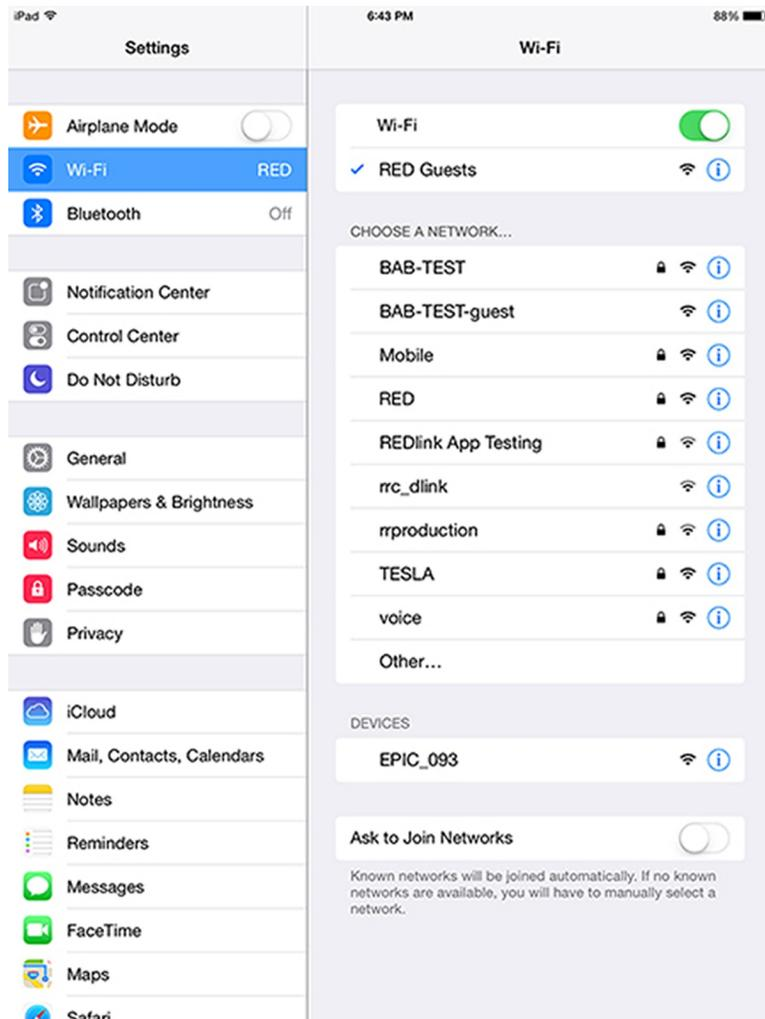 iPad 6:43 PM 88%
Settings
Airplane Mode
Wi-Fi RED
Bluetooth Off
Notification Center
Control Center
Do Not Disturb
General
Wallpapers & Brightness
Sounds
Passcode
Privacy
iCloud
Mail, Contacts, Calendars
Notes
Reminders
Messages
FaceTime
Maps
Safari
Wi-Fi
Wi-Fi
RED Guests
CHOOSE A NETWORK...
BAB-TEST
BAB-TEST-guest
Mobile
RED
REDlink App Testing
rrc_dlink
rrproduction
TESLA
voice
Other...
DEVICES
EPIC_093
Ask to Join Networks
Known networks will be joined automatically. If no known
networks are available, you will have to manually select a
network.